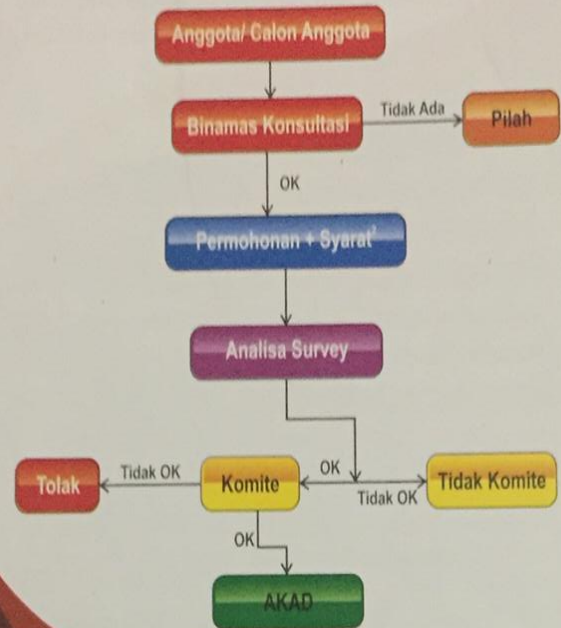 Anggota/ Calon Anggota
Binamas Konsultasi
Tidak Ada
Pilah
OK
Permohonan + Syarat²
Analisa Survey
Tolak
Tidak OK
Komite
OK
Tidak OK
Tidak Komite
OK
AKAD